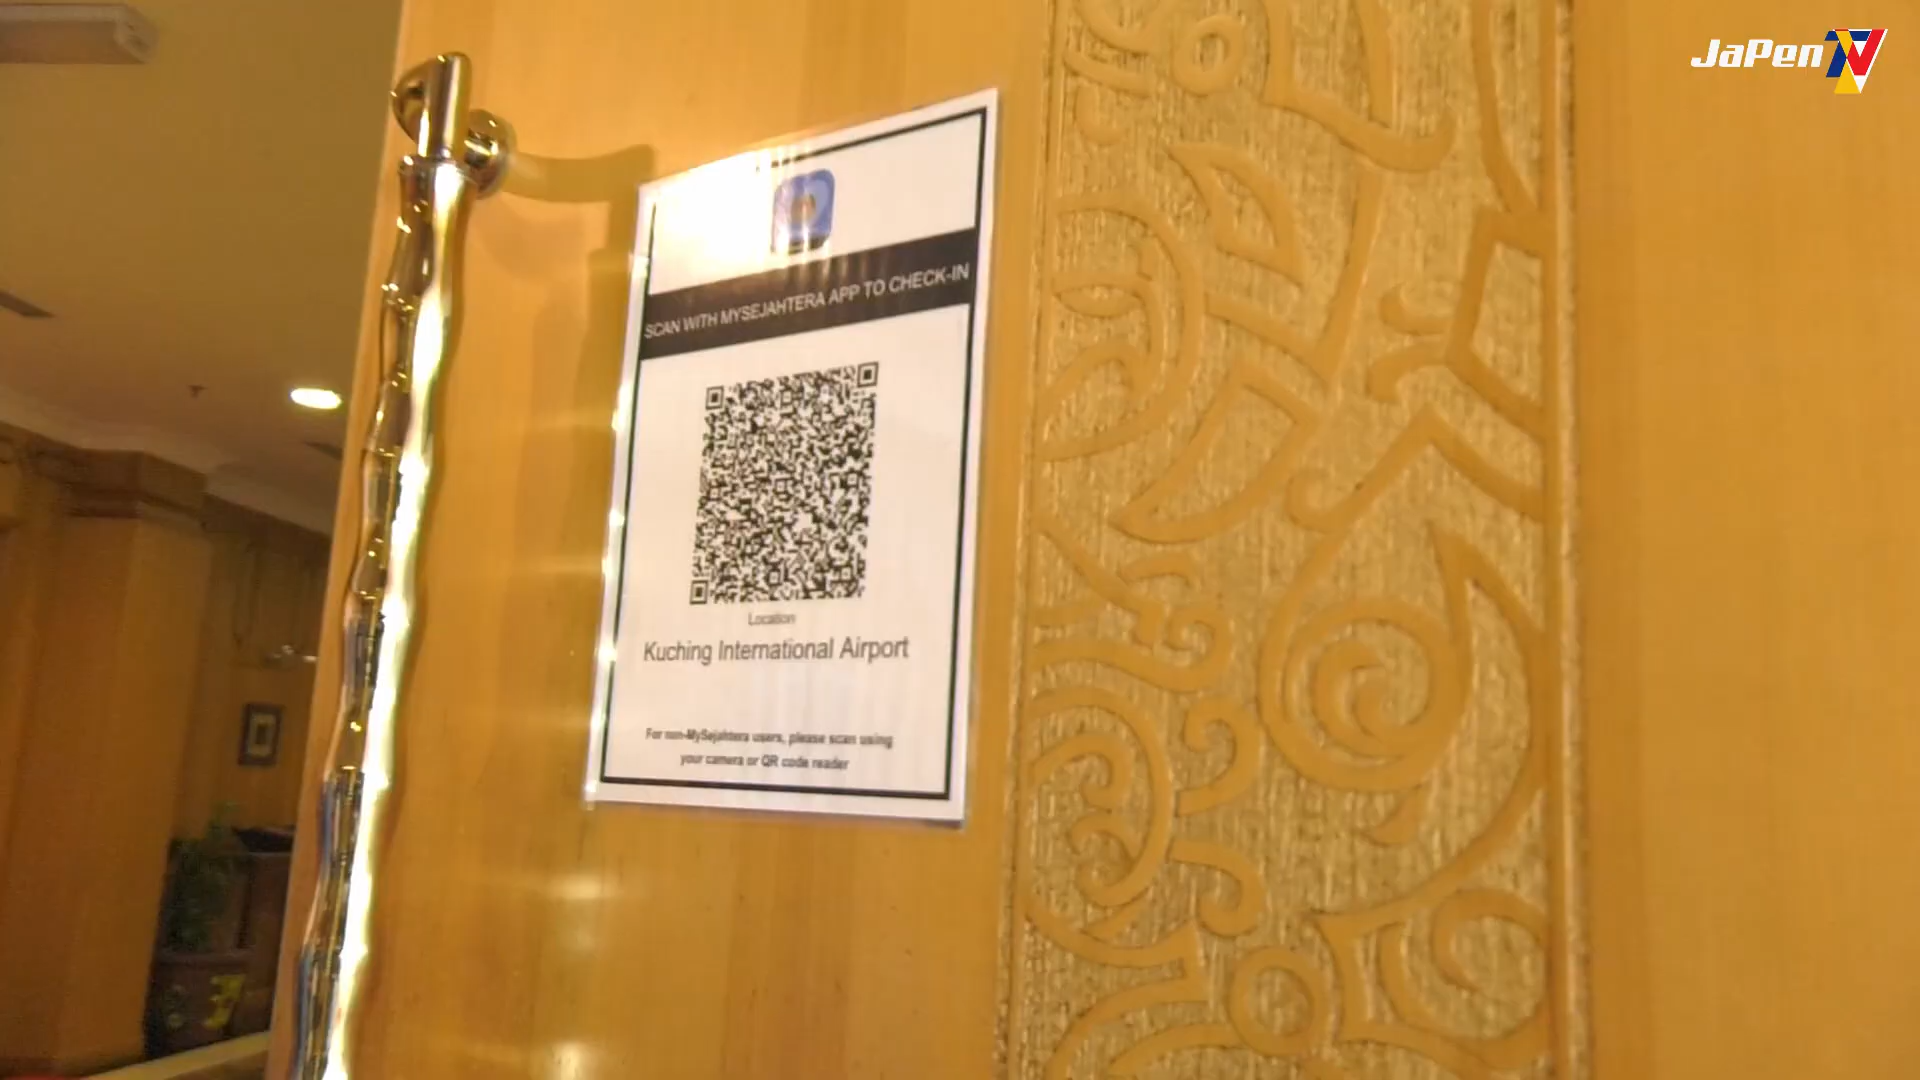 JaPen TV
SCAN WITH MYSEJAHTERA APP TO CHECK-IN
Location
Kuching International Airport
For non-MySejahtera users, please scan using
your camera or QR code reader